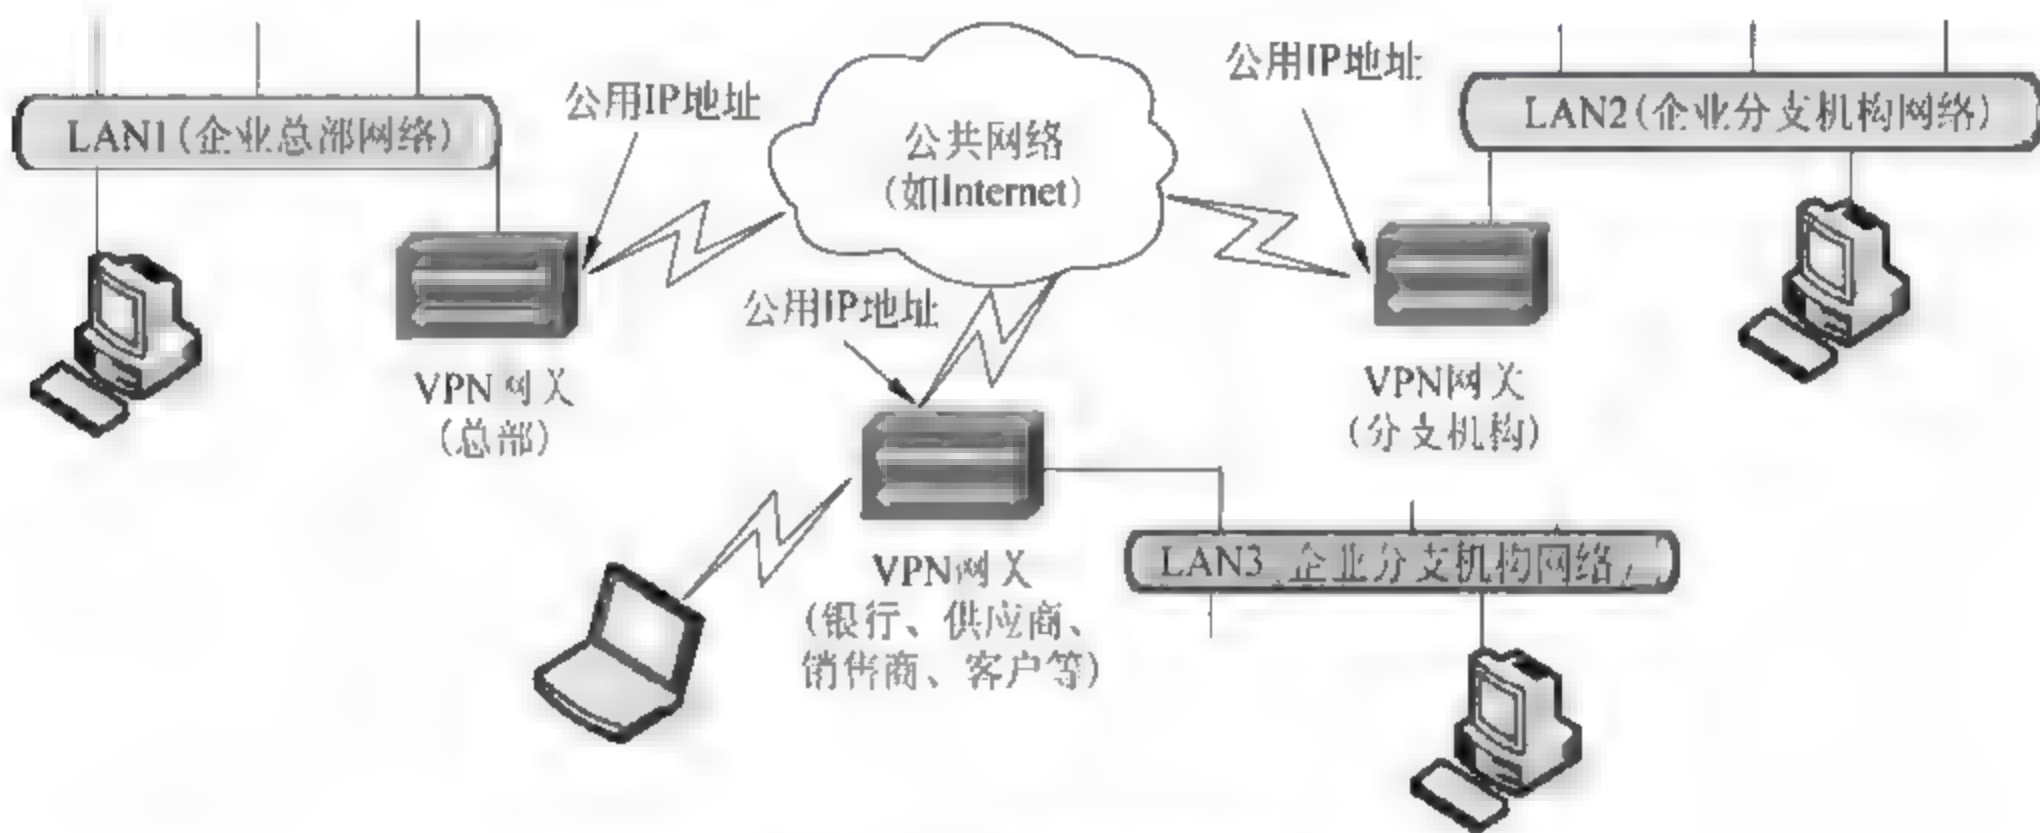 LAN1(企业总部网络)
公用IP地址
公共网络
(如Internet)
公用IP地址
LAN2(企业分支机构网络)
公用IP地址
VPN网关
(总部)
VPN网关
(分支机构)
VPN网关
(银行、供应商、
销售商、客户等)
LAN3 企业分支机构网络)